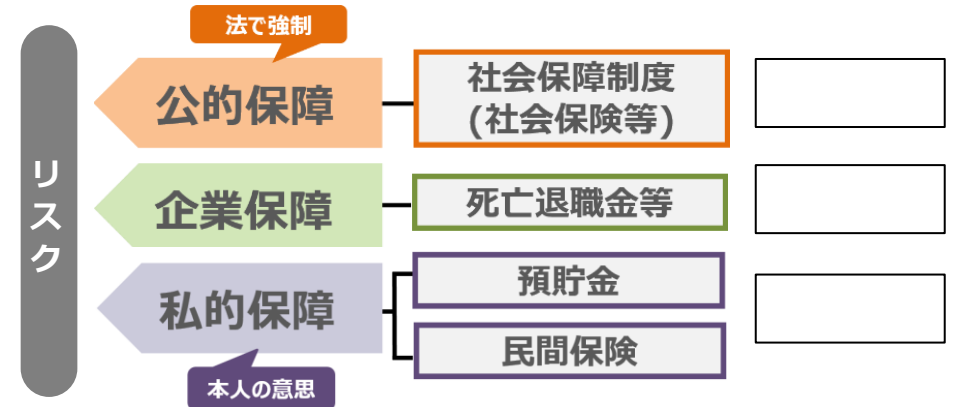 法で強制
リスク
公的保障
社会保障制度
(社会保険等)
企業保障
死亡退職金等
私的保障
預貯金
民間保険
本人の意思